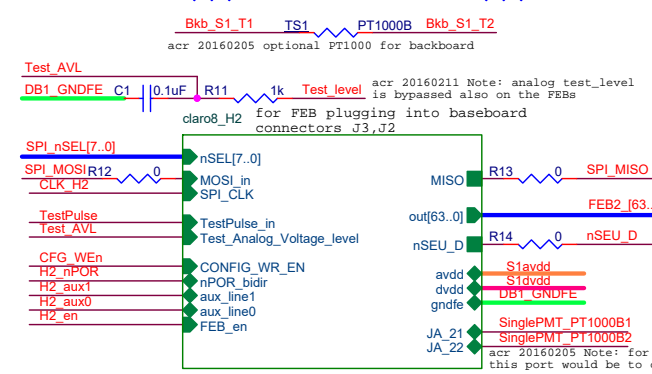 Bkb_S1_T1 TS1 PT1000B Bkb_S1_T2
acr 20160205 optional PT1000 for backboard
Test_AVL
DB1_GNDFE C1 0.1uF R11 1k Test_level
acr 20160211 Note: analog test_level
is bypassed also on the FEBs
claro8_H2
for FEB plugging into baseboard
connectors J3,J2
SPI_nSEL[7..0] nSEL[7..0]
SPI_MOSI R12 0 MOSI_in MISO R13 0 SPI_MISO
CLK_H2 SPI_CLK
TestPulse TestPulse_in out[63..0] FEB2_[63..
Test_AVL Test_Analog_Voltage_level nSEU_D R14 0 nSEU_D
CFG_WEn CONFIG_WR_EN avdd S1avdd
H2_nPOR nPOR_bidir dvdd S1dvdd
H2_aux1 aux_line1 gndfe DB1_GNDFE
H2_aux0 aux_line0
H2_en FEB_en JA_21 SinglePMT_PT1000B1
JA_22 SinglePMT_PT1000B2
acr 20160205 Note: for
this port would be to